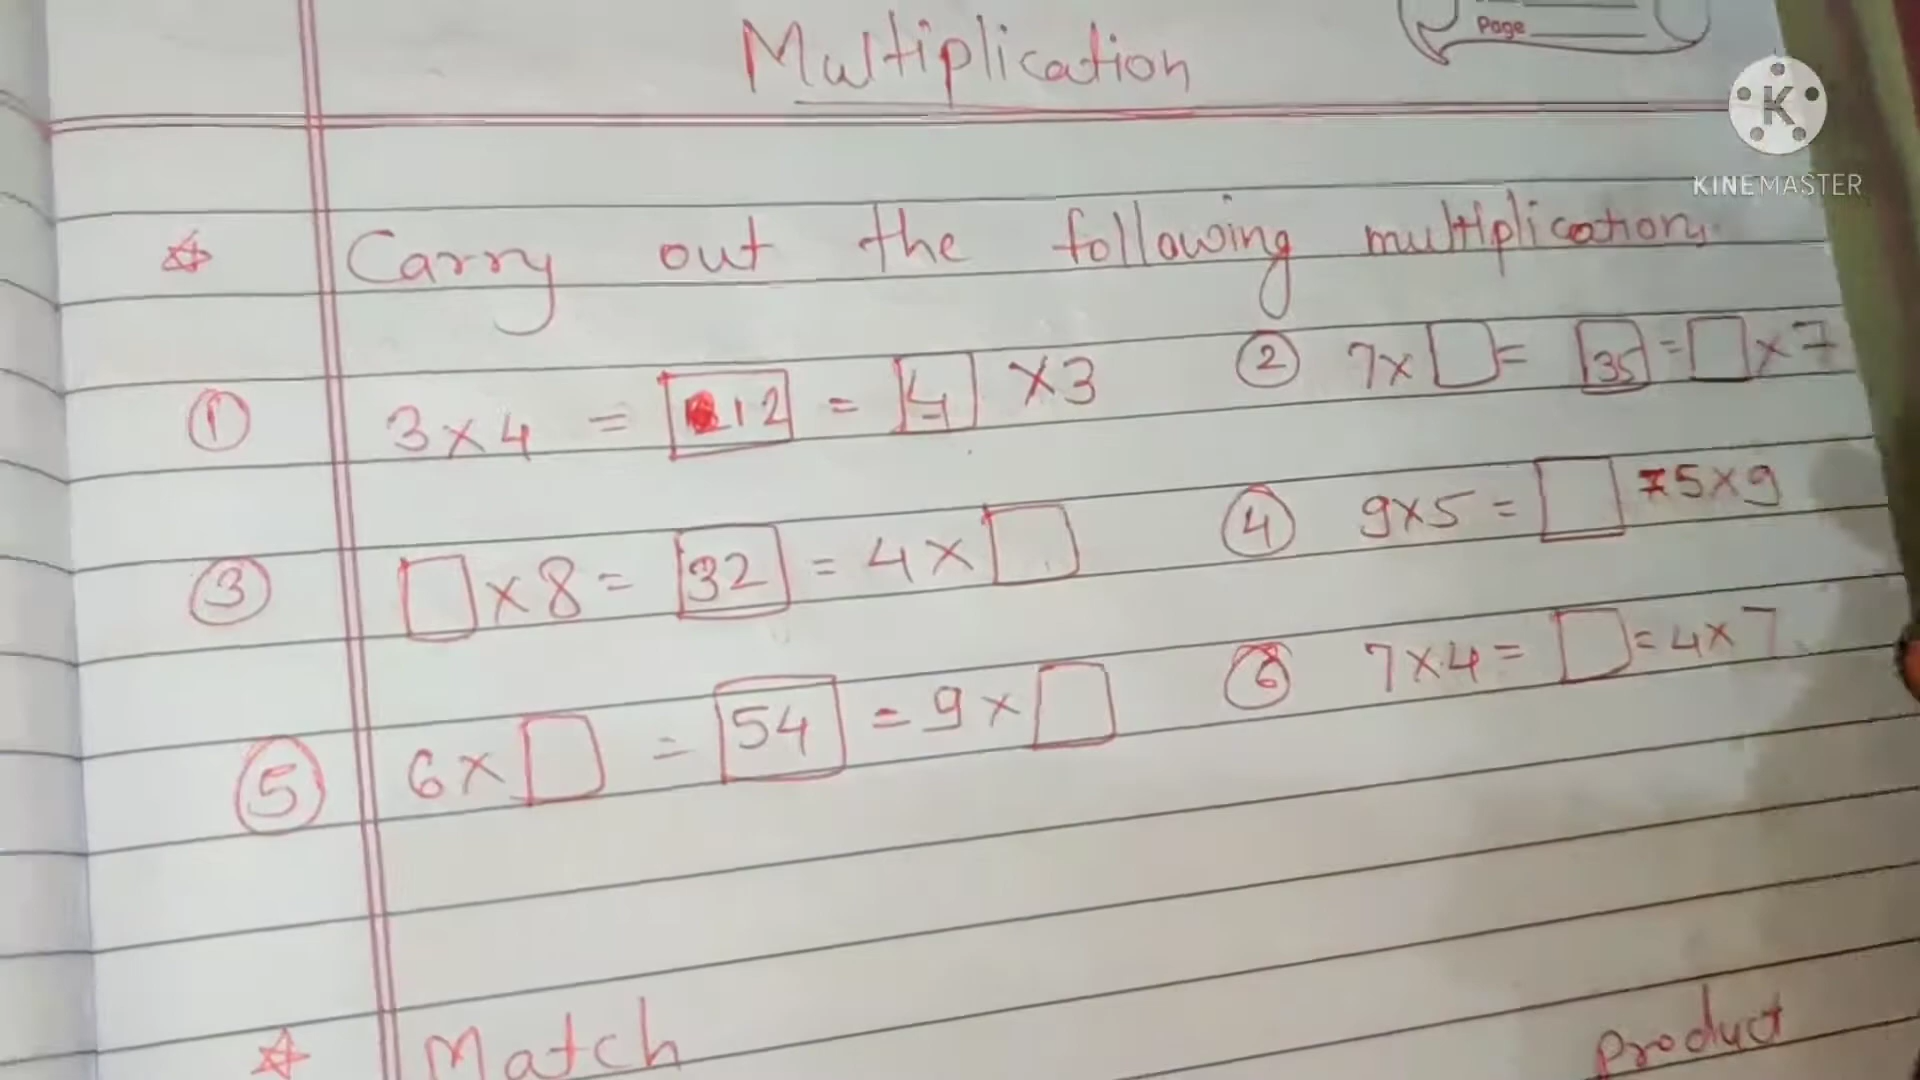 Page
Multiplication
K
KINEMASTER
☆ Carry out the following multiplication.
① 3 × 4 = 12 = 4 × 3 ② 7 × □ = 35 = □ × 7
③ □ × 8 = 32 = 4 × □ ④ 9 × 5 = □ = 5 × 9
⑤ 6 × □ = 54 = 9 × □ ⑥ 7 × 4 = □ = 4 × 7
☆ Match product